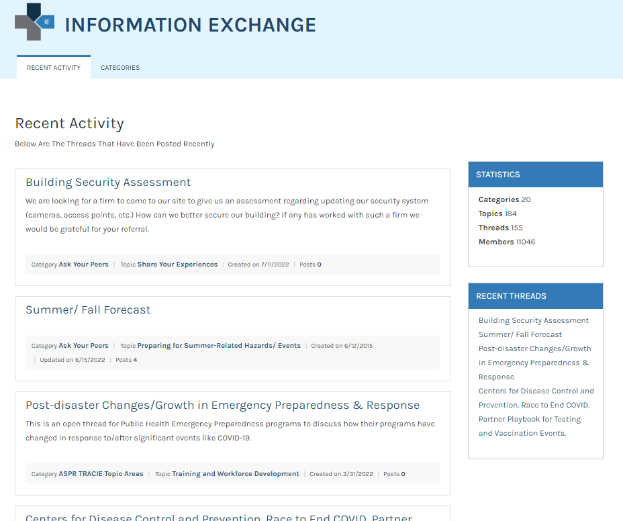 IE
INFORMATION EXCHANGE
RECENT ACTIVITY
CATEGORIES
Recent Activity
Below Are The Threads That Have Been Posted Recently
Building Security Assessment
We are looking for a firm to come to our site to give us an assessment regarding updating our security system
(cameras, access points, etc.) How can we better secure our building? If any has worked with such a firm we
would be grateful for your referral.
Category Ask Your Peers | Topic Share Your Experiences | Created on 7/11/2022 | Posts 0
Summer/ Fall Forecast
Category Ask Your Peers | Topic Preparing for Summer-Related Hazards/ Events | Created on 6/12/2015
| Updated on 6/15/2022 | Posts 4
Post-disaster Changes/Growth in Emergency Preparedness & Response
This is an open thread for Public Health Emergency Preparedness programs to discuss how their programs have
changed in response to/after significant events like COVID-19.
Category ASPR TRACIE Topic Areas | Topic Training and Workforce Development | Created on 3/31/2022 | Posts 0
Centers for Disease Control and Prevention. Race to End COVID. Partner
STATISTICS
Categories 20
Topics 184
Threads 155
Members 11046
RECENT THREADS
Building Security Assessment
Summer/ Fall Forecast
Post-disaster Changes/Growth
in Emergency Preparedness &
Response
Centers for Disease Control and
Prevention. Race to End COVID.
Partner Playbook for Testing
and Vaccination Events.